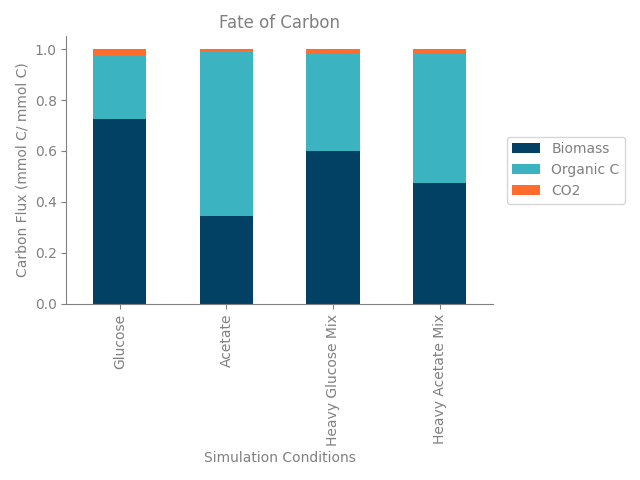 Fate of Carbon
Carbon Flux (mmol C/ mmol C)
1.0
0.8
0.6
0.4
0.2
0.0
Glucose
Acetate
Heavy Glucose Mix
Heavy Acetate Mix
Simulation Conditions
Biomass
Organic C
CO2